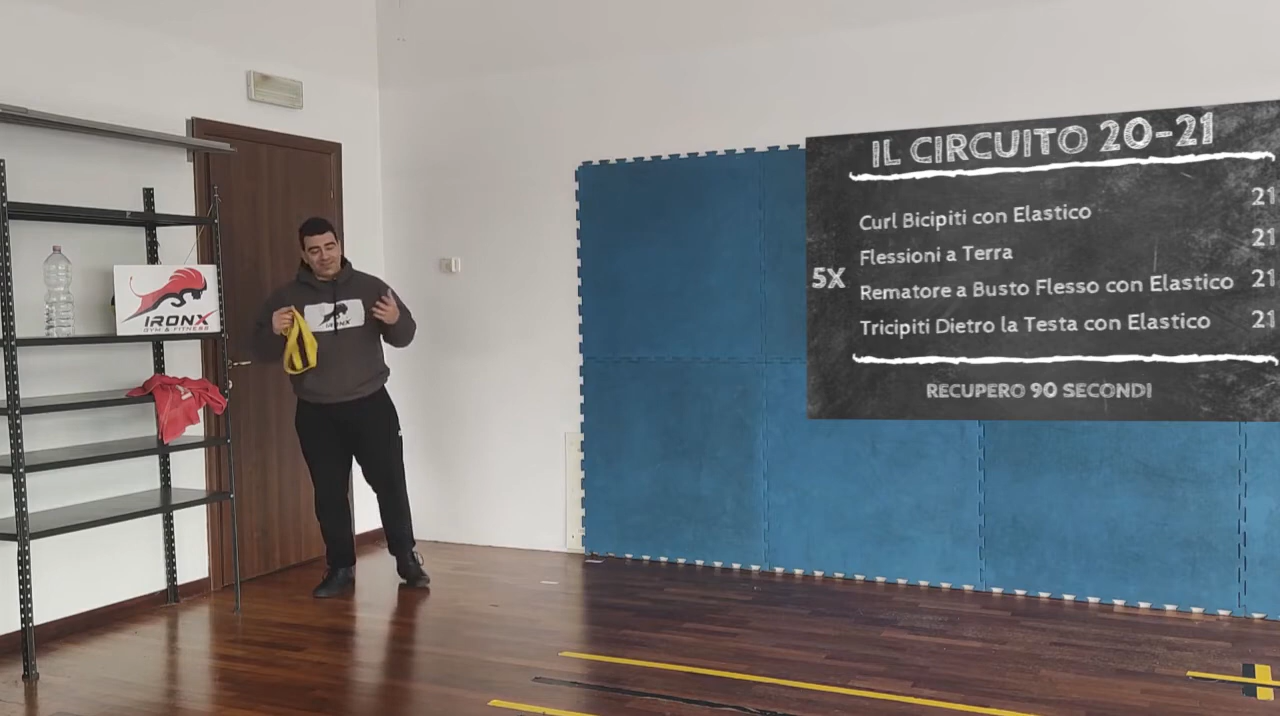 IL CIRCUITO 20-21
Curl Bicipiti con Elastico 21
Flessioni a Terra 21
5X
Rematore a Busto Flesso con Elastico 21
Tricipiti Dietro la Testa con Elastico 21
RECUPERO 90 SECONDI
IRONX
GYM & FITNESS
IRONX